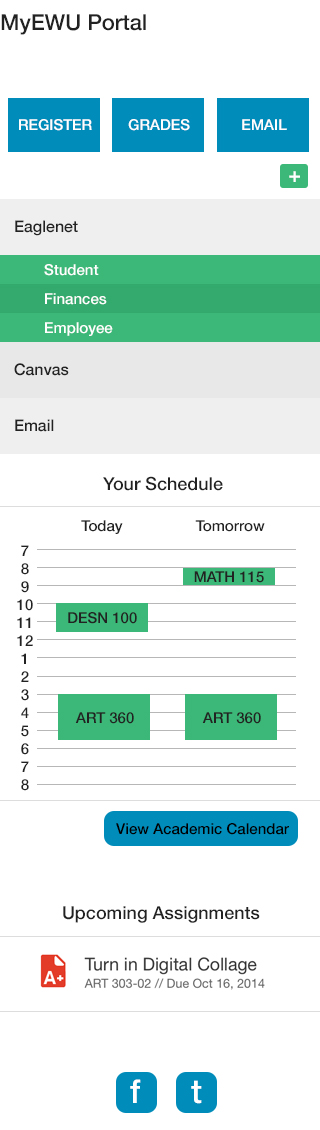 MyEWU Portal
REGISTER GRADES EMAIL
+
Eaglenet
Student
Finances
Employee
Canvas
Email
Your Schedule
Today Tomorrow
7
8 MATH 115
9
10
11 DESN 100
12
1
2
3
4 ART 360 ART 360
5
6
7
8
View Academic Calendar
Upcoming Assignments
A+ Turn in Digital Collage
ART 303-02 // Due Oct 16, 2014
f t